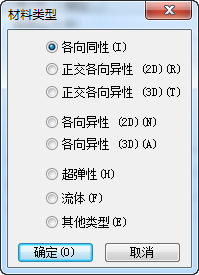 材料类型
各向同性(I)
正交各向异性 (2D)(R)
正交各向异性 (3D)(T)
各向异性 (2D)(N)
各向异性 (3D)(A)
超弹性(H)
流体(F)
其他类型(E)
确定(O)
取消